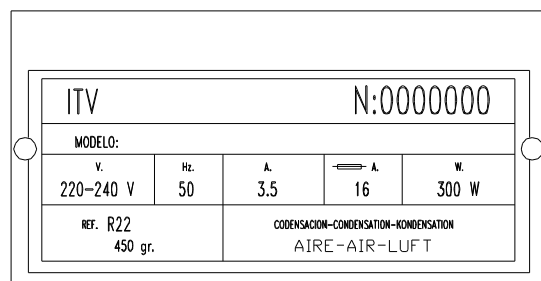 ITV N:0000000
MODELO:
V. Hz. A. A. W.
220-240 V 50 3.5 16 300 W
REF. R22 CODENSACION-CONDENSATION-KONDENSATION
450 gr. AIRE-AIR-LUFT